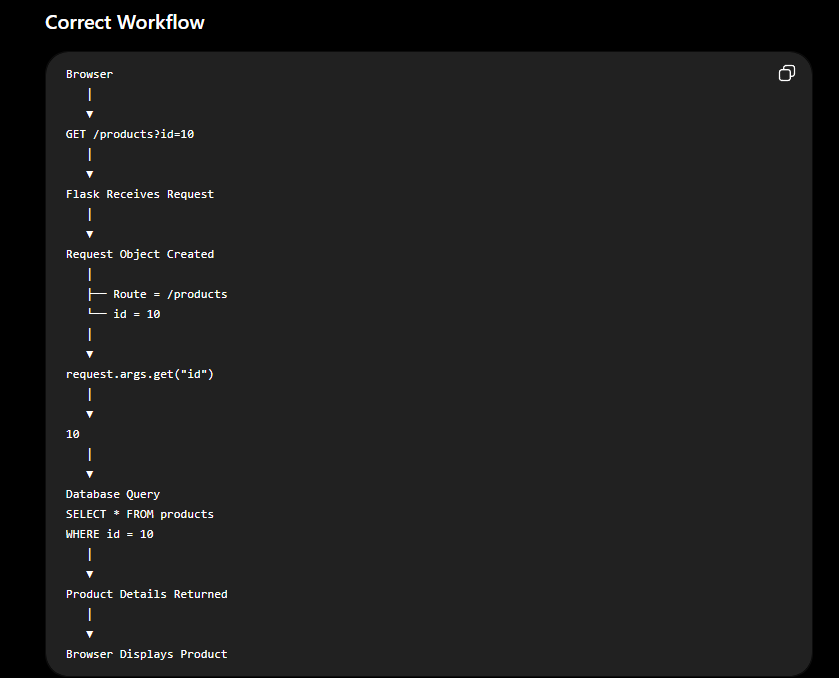 Correct Workflow
Browser
│
▼
GET /products?id=10
│
▼
Flask Receives Request
│
▼
Request Object Created
│
├── Route = /products
└── id = 10
│
▼
request.args.get("id")
│
▼
10
│
▼
Database Query
SELECT * FROM products
WHERE id = 10
│
▼
Product Details Returned
│
▼
Browser Displays Product